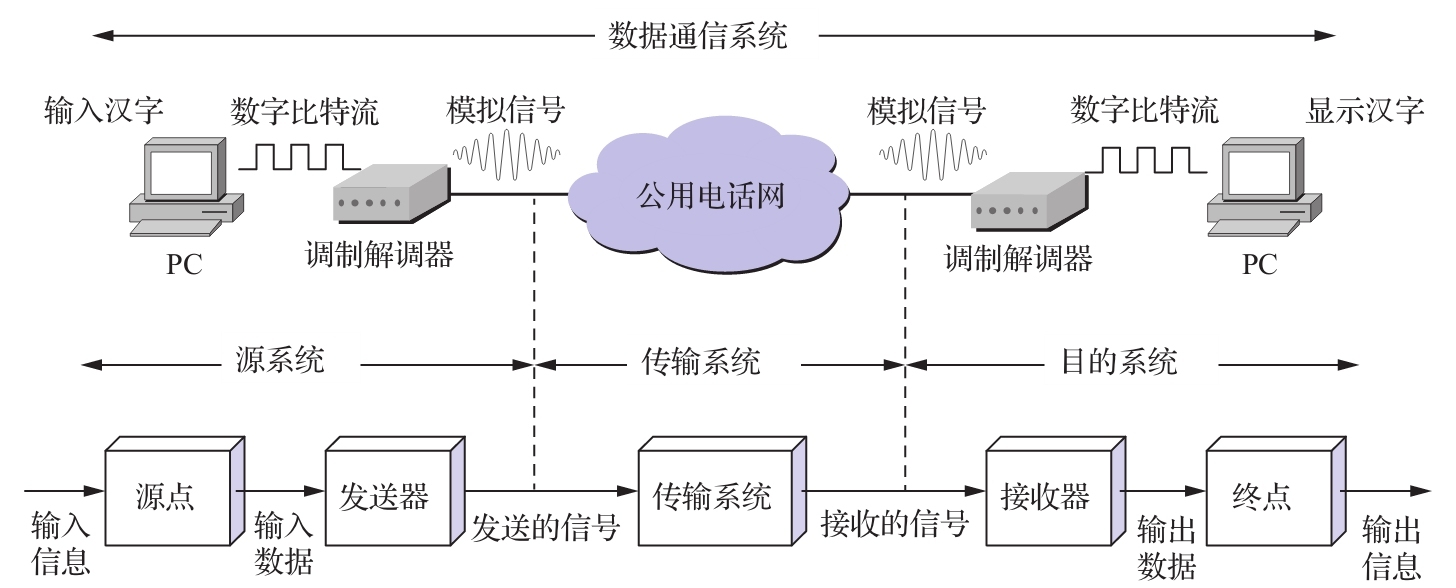 数据通信系统
输入汉字
数字比特流
模拟信号
模拟信号
数字比特流
显示汉字
公用电话网
PC
调制解调器
调制解调器
PC
源系统
传输系统
目的系统
源点
发送器
传输系统
接收器
终点
输入
信息
输入
数据
发送的信号
接收的信号
输出
数据
输出
信息